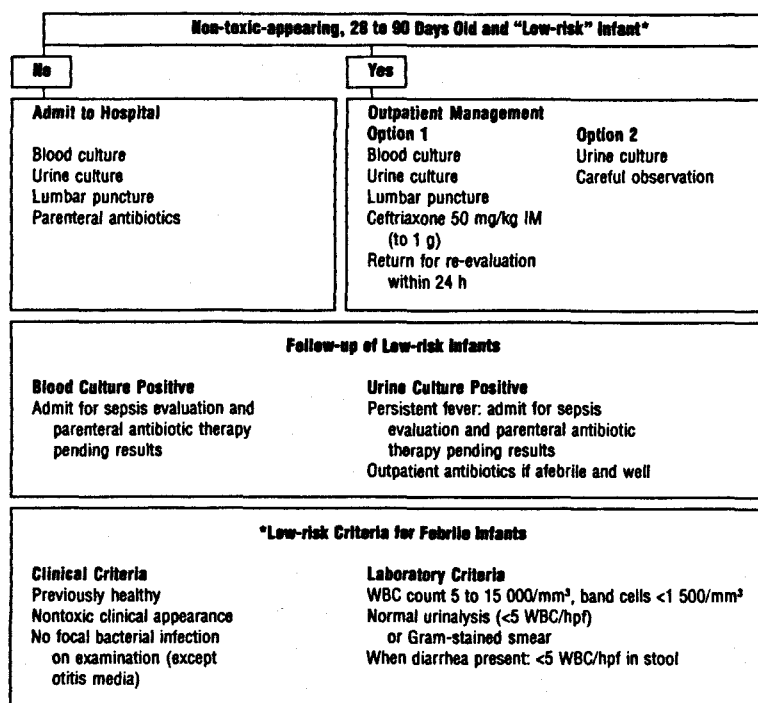 Non-toxic-appearing, 28 to 90 Days Old and “Low-risk” Infant*
No
Yes
Admit to Hospital
Blood culture
Urine culture
Lumbar puncture
Parenteral antibiotics
Outpatient Management
Option 1
Blood culture
Urine culture
Lumbar puncture
Ceftriaxone 50 mg/kg IM
(to 1 g)
Return for re-evaluation
within 24 h
Option 2
Urine culture
Careful observation
Follow-up of Low-risk Infants
Blood Culture Positive
Admit for sepsis evaluation and
parenteral antibiotic therapy
pending results
Urine Culture Positive
Persistent fever: admit for sepsis
evaluation and parenteral antibiotic
therapy pending results
Outpatient antibiotics if afebrile and well
*Low-risk Criteria for Febrile Infants
Clinical Criteria
Previously healthy
Nontoxic clinical appearance
No focal bacterial infection
on examination (except
otitis media)
Laboratory Criteria
WBC count 5 to 15 000/mm³, band cells <1 500/mm³
Normal urinalysis (<5 WBC/hpf)
or Gram-stained smear
When diarrhea present: <5 WBC/hpf in stool